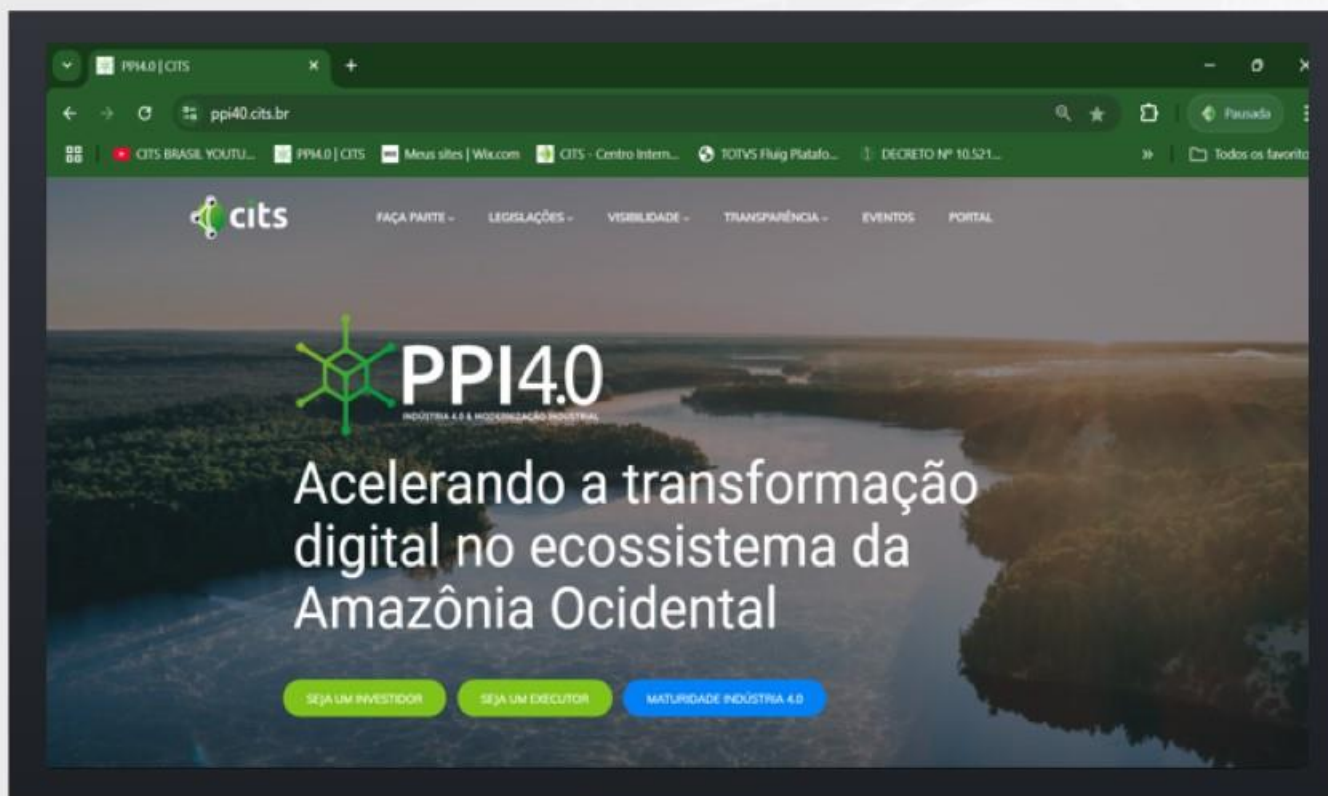 PPI4.0 | CITS
ppi40.cits.br
Pausada
CITS BRASIL YOUTU...
PPI4.0 | CITS
Meus sites | Wix.com
CITS - Centro Intern...
TOTVS Fluig Platafo...
DECRETO Nº 10.521...
Todos os favorito
cits
FAÇA PARTE
LEGISLAÇÕES
VISIBILIDADE
TRANSPARÊNCIA
EVENTOS
PORTAL
PPI4.0
INDÚSTRIA 4.0 & MODERNIZAÇÃO INDUSTRIAL
Acelerando a transformação
digital no ecossistema da
Amazônia Ocidental
SEJA UM INVESTIDOR
SEJA UM EXECUTOR
MATURIDADE INDÚSTRIA 4.0